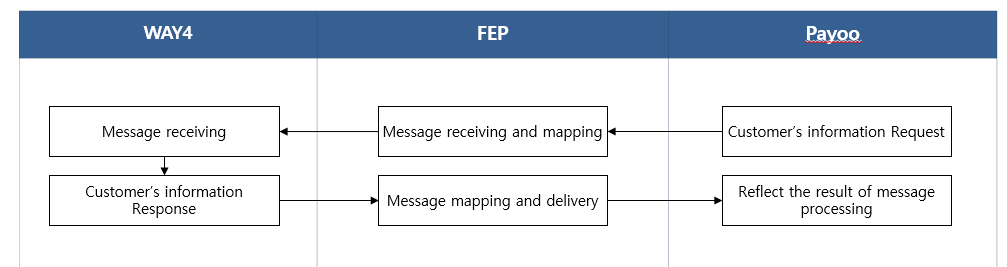 WAY4
FEP
Payoo
Message receiving
Message receiving and mapping
Customer's information Request
Customer's information
Response
Message mapping and delivery
Reflect the result of message
processing